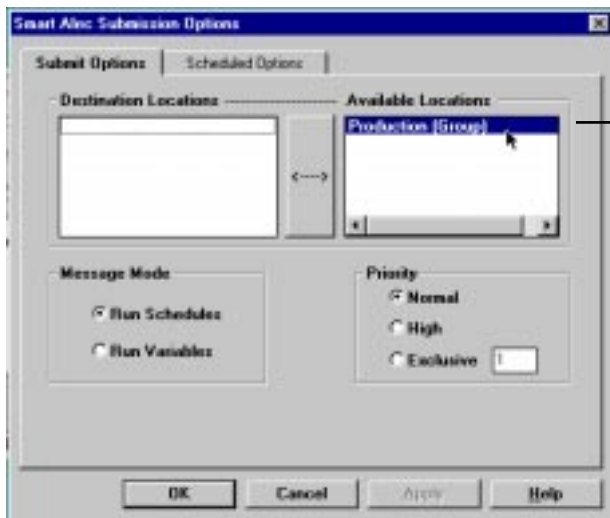 Smart Alec Submission Options
Submit Options
Scheduled Options
Destination Locations
Available Locations
Production (Group)
<---->
Message Mode
Run Schedules
Run Variables
Priority
Normal
High
Exclusive 1
OK
Cancel
Apply
Help